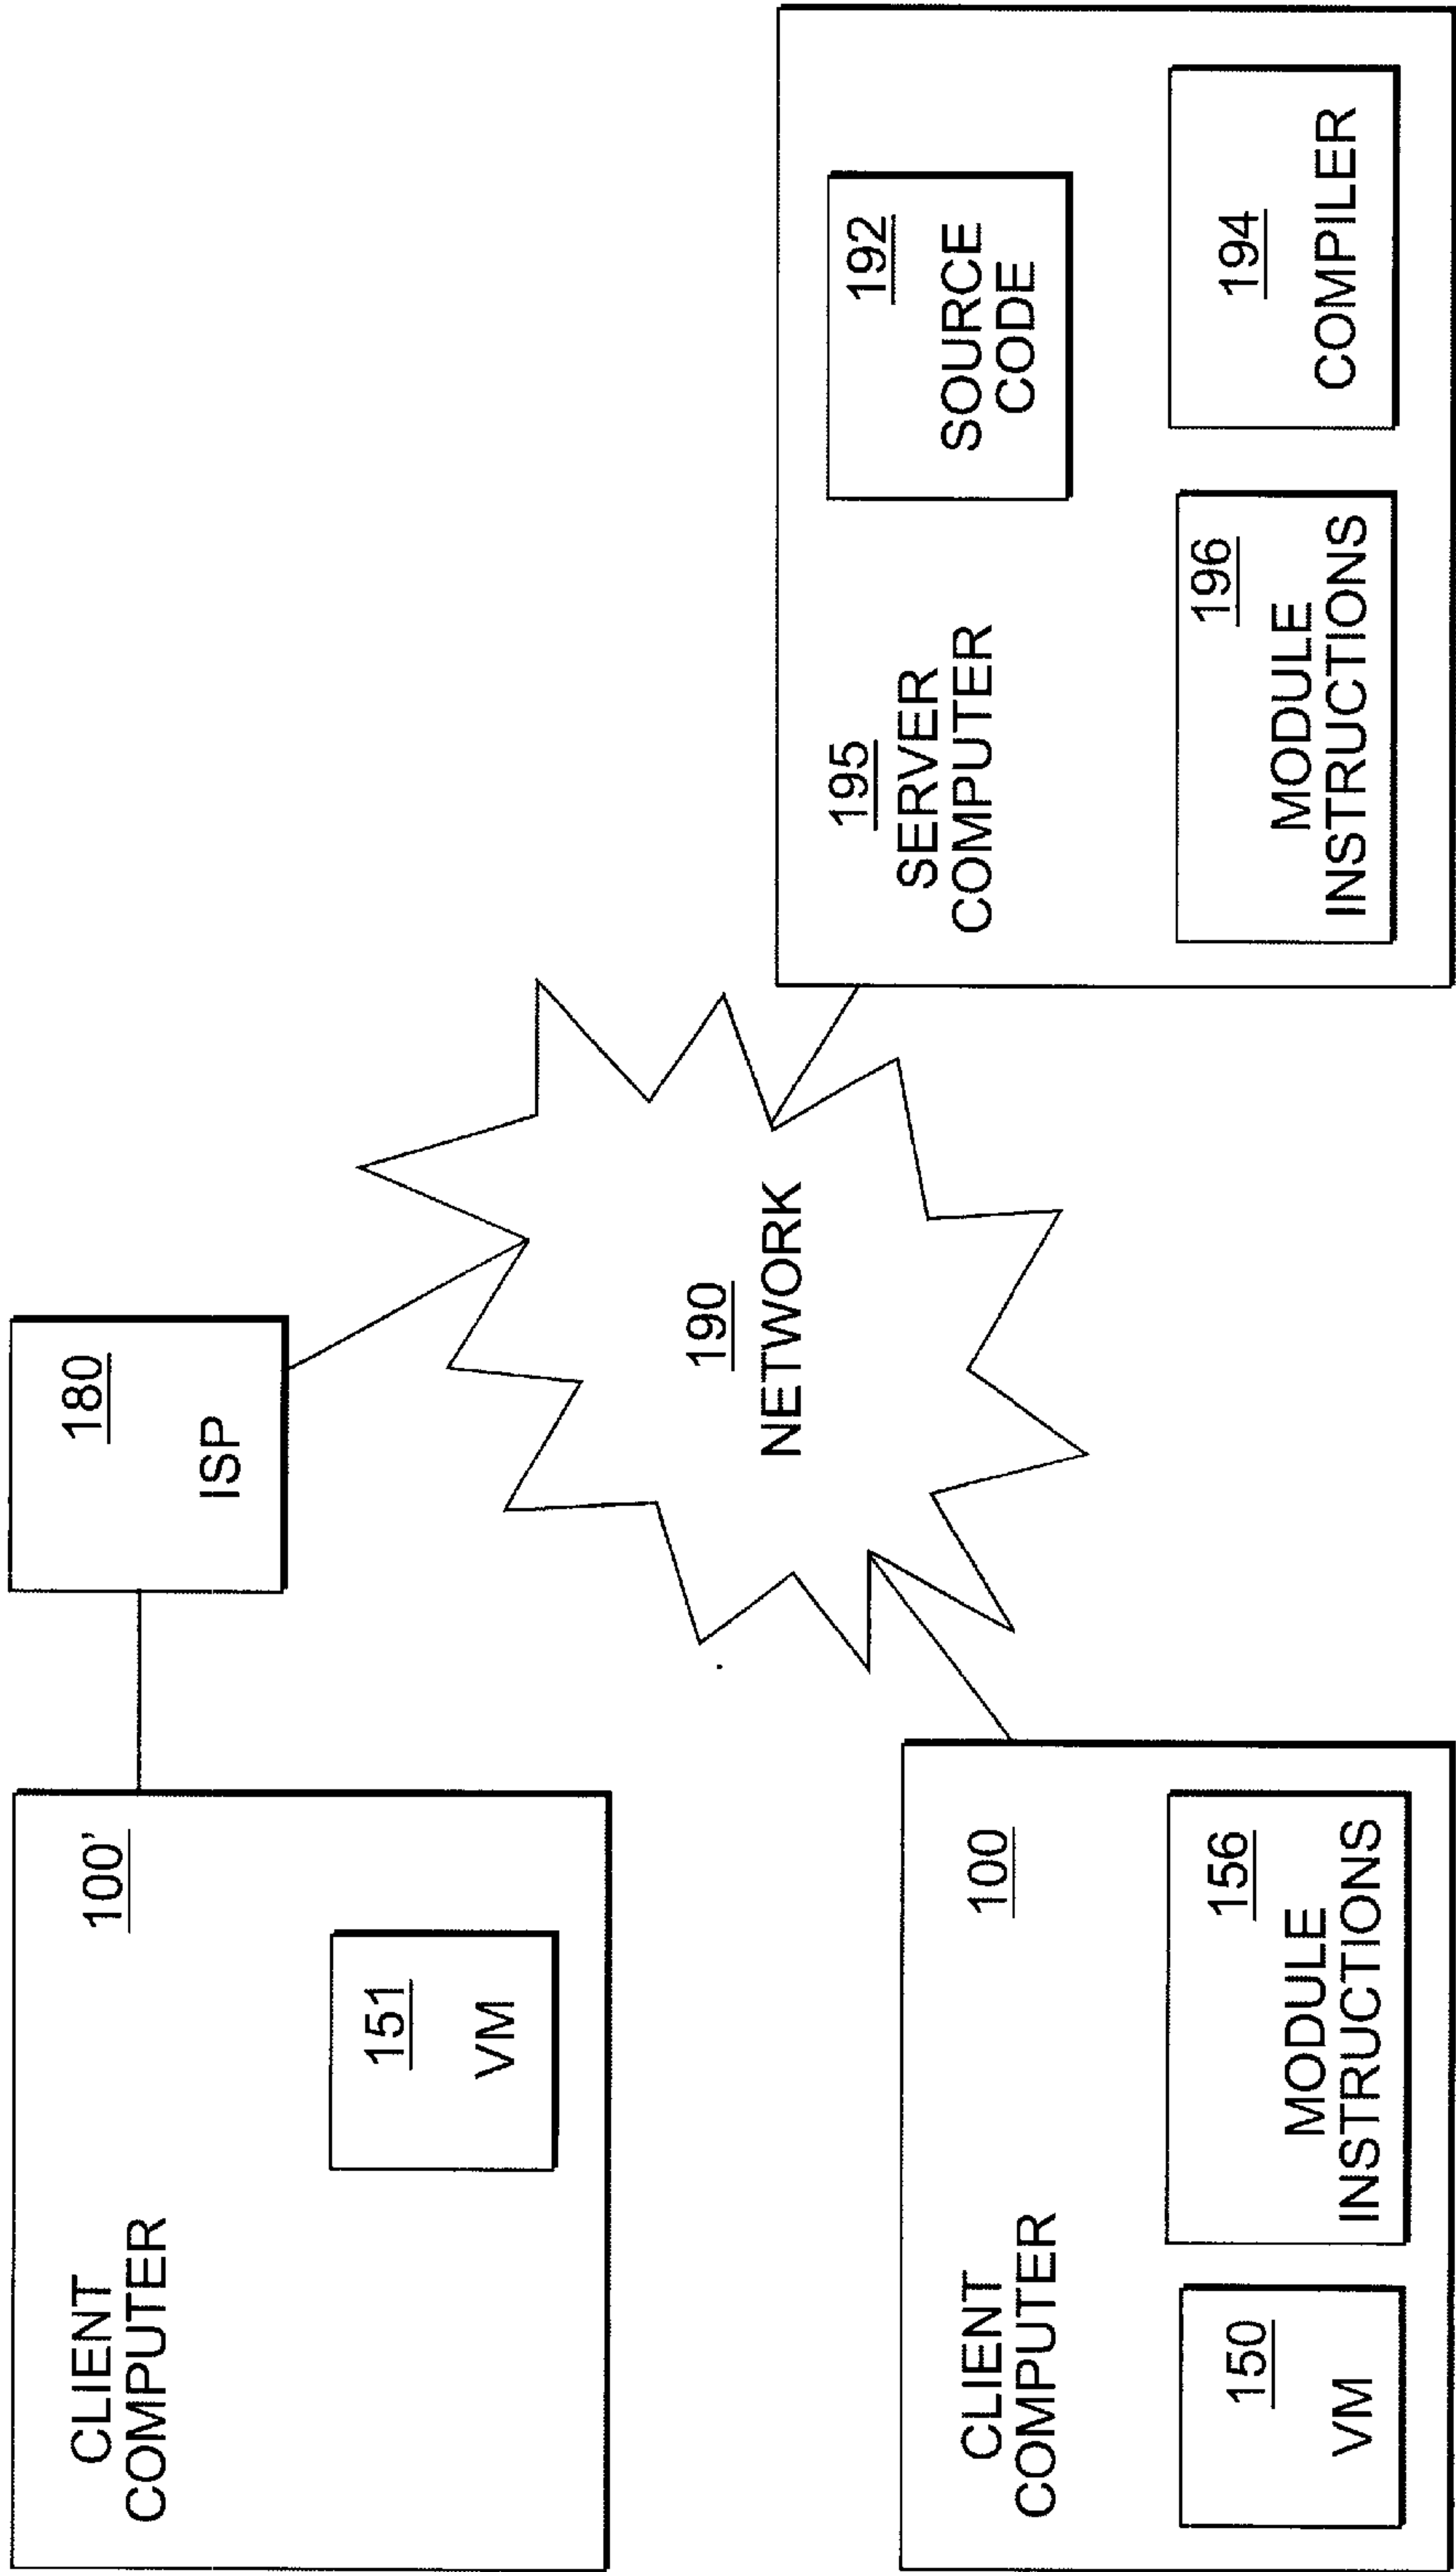 CLIENT
COMPUTER
100’
151
VM
180
ISP
190
NETWORK
CLIENT
COMPUTER
100
150
VM
156
MODULE
INSTRUCTIONS
195
SERVER
COMPUTER
192
SOURCE
CODE
196
MODULE
INSTRUCTIONS
194
COMPILER